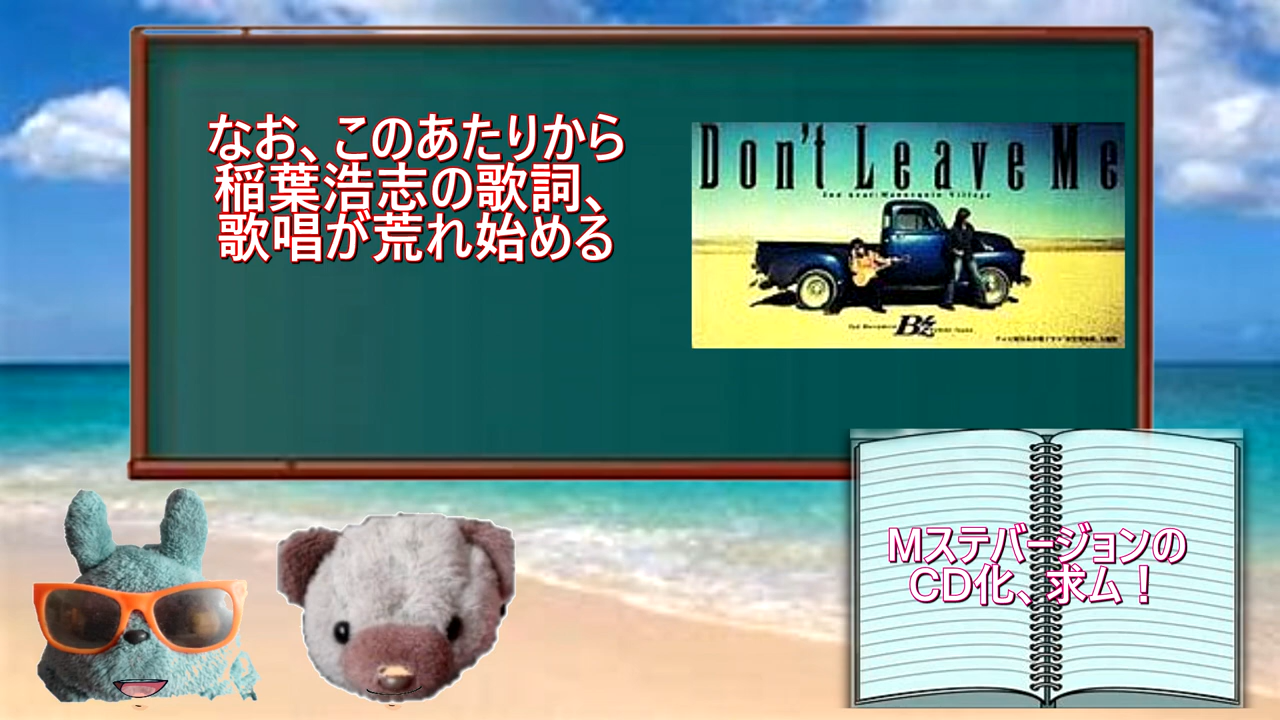 なお、このあたりから
稲葉浩志の歌詞、
歌唱が荒れ始める
Don't Leave Me
B'z
Mステバージョンの
CD化、求ム！